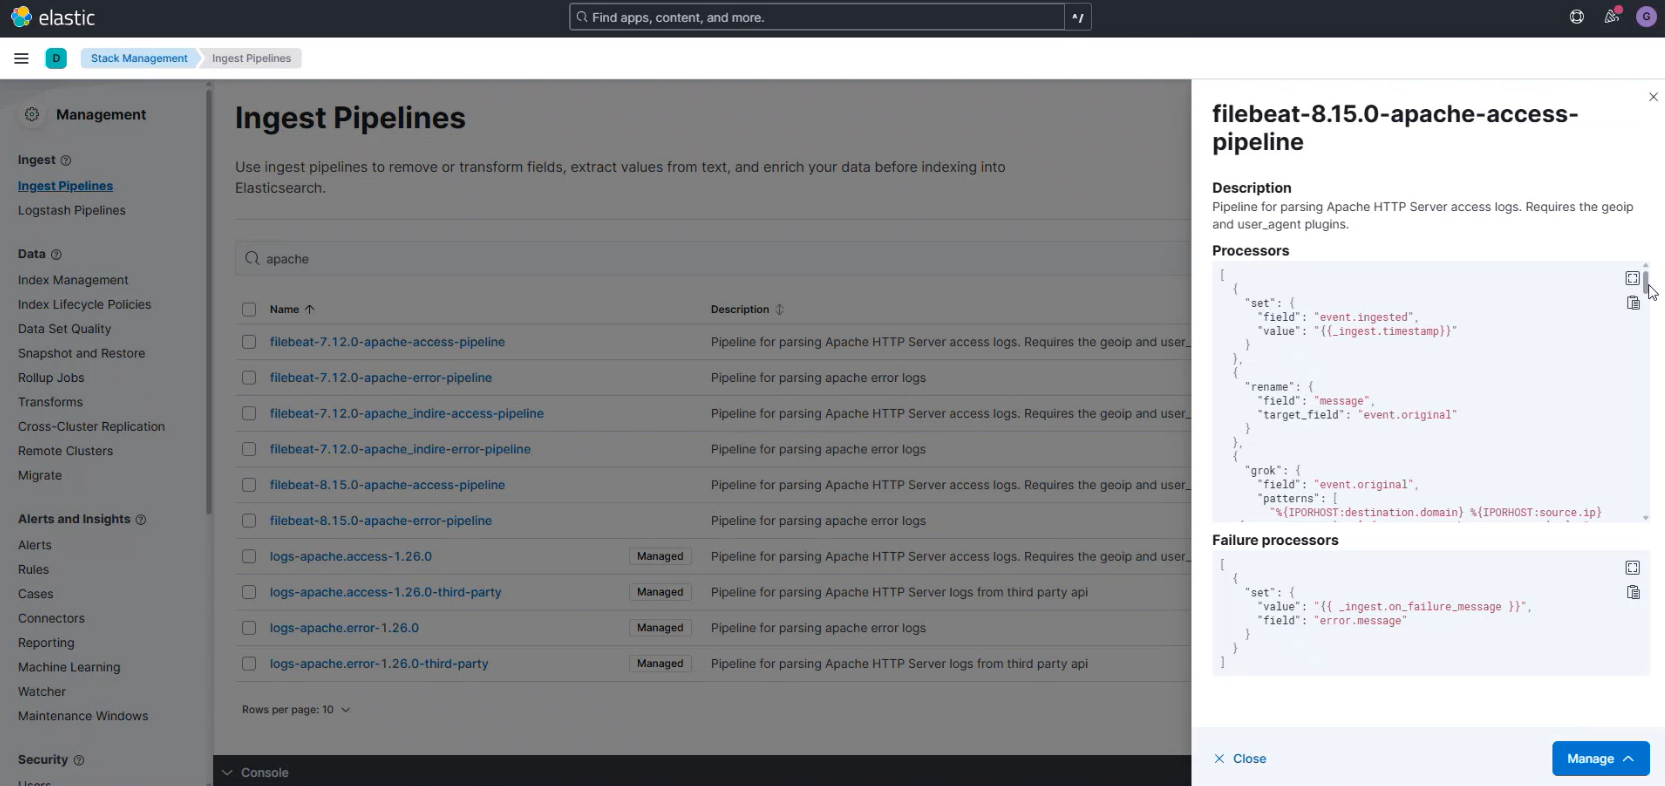 elastic
Find apps, content, and more.
^/
G
D
Stack Management
Ingest Pipelines
Management
Ingest
Ingest Pipelines
Logstash Pipelines
Data
Index Management
Index Lifecycle Policies
Data Set Quality
Snapshot and Restore
Rollup Jobs
Transforms
Cross-Cluster Replication
Remote Clusters
Migrate
Alerts and Insights
Alerts
Rules
Cases
Connectors
Reporting
Machine Learning
Watcher
Maintenance Windows
Security
Users
Ingest Pipelines
Use ingest pipelines to remove or transform fields, extract values from text, and enrich your data before indexing into
Elasticsearch.
apache
Name Description
filebeat-7.12.0-apache-access-pipeline Pipeline for parsing Apache HTTP Server access logs. Requires the geoip and user_
filebeat-7.12.0-apache-error-pipeline Pipeline for parsing apache error logs
filebeat-7.12.0-apache_indire-access-pipeline Pipeline for parsing Apache HTTP Server access logs. Requires the geoip and user_
filebeat-7.12.0-apache_indire-error-pipeline Pipeline for parsing apache error logs
filebeat-8.15.0-apache-access-pipeline Pipeline for parsing Apache HTTP Server access logs. Requires the geoip and user_
filebeat-8.15.0-apache-error-pipeline Pipeline for parsing apache error logs
logs-apache.access-1.26.0 Managed Pipeline for parsing Apache HTTP Server access logs. Requires the geoip and user_
logs-apache.access-1.26.0-third-party Managed Pipeline for parsing Apache HTTP Server logs from third party api
logs-apache.error-1.26.0 Managed Pipeline for parsing apache error logs
logs-apache.error-1.26.0-third-party Managed Pipeline for parsing Apache HTTP Server logs from third party api
Rows per page: 10
Console
filebeat-8.15.0-apache-access-
pipeline
Description
Pipeline for parsing Apache HTTP Server access logs. Requires the geoip
and user_agent plugins.
Processors
[
{
"set": {
"field": "event.ingested",
"value": "{{_ingest.timestamp}}"
}
},
{
"rename": {
"field": "message",
"target_field": "event.original"
}
},
{
"grok": {
"field": "event.original",
"patterns": [
"%{IPORHOST:destination.domain} %{IPORHOST:source.ip}
Failure processors
[
{
"set": {
"value": "{{ _ingest.on_failure_message }}",
"field": "error.message"
}
}
]
Close
Manage